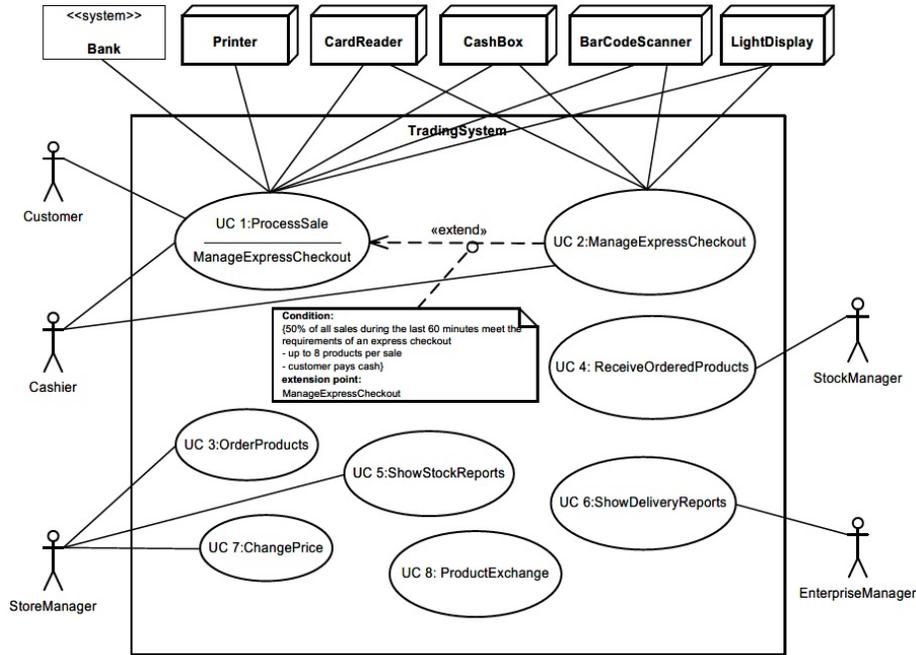 <<system>>
Bank
Printer
CardReader
CashBox
BarCodeScanner
LightDisplay
TradingSystem
Customer
UC 1:ProcessSale
ManageExpressCheckout
«extend»
UC 2:ManageExpressCheckout
Condition:
{50% of all sales during the last 60 minutes meet the
requirements of an express checkout
- up to 8 products per sale
- customer pays cash}
extension point:
ManageExpressCheckout
Cashier
UC 4: ReceiveOrderedProducts
StockManager
UC 3:OrderProducts
UC 5:ShowStockReports
UC 6:ShowDeliveryReports
UC 7:ChangePrice
UC 8: ProductExchange
StoreManager
EnterpriseManager